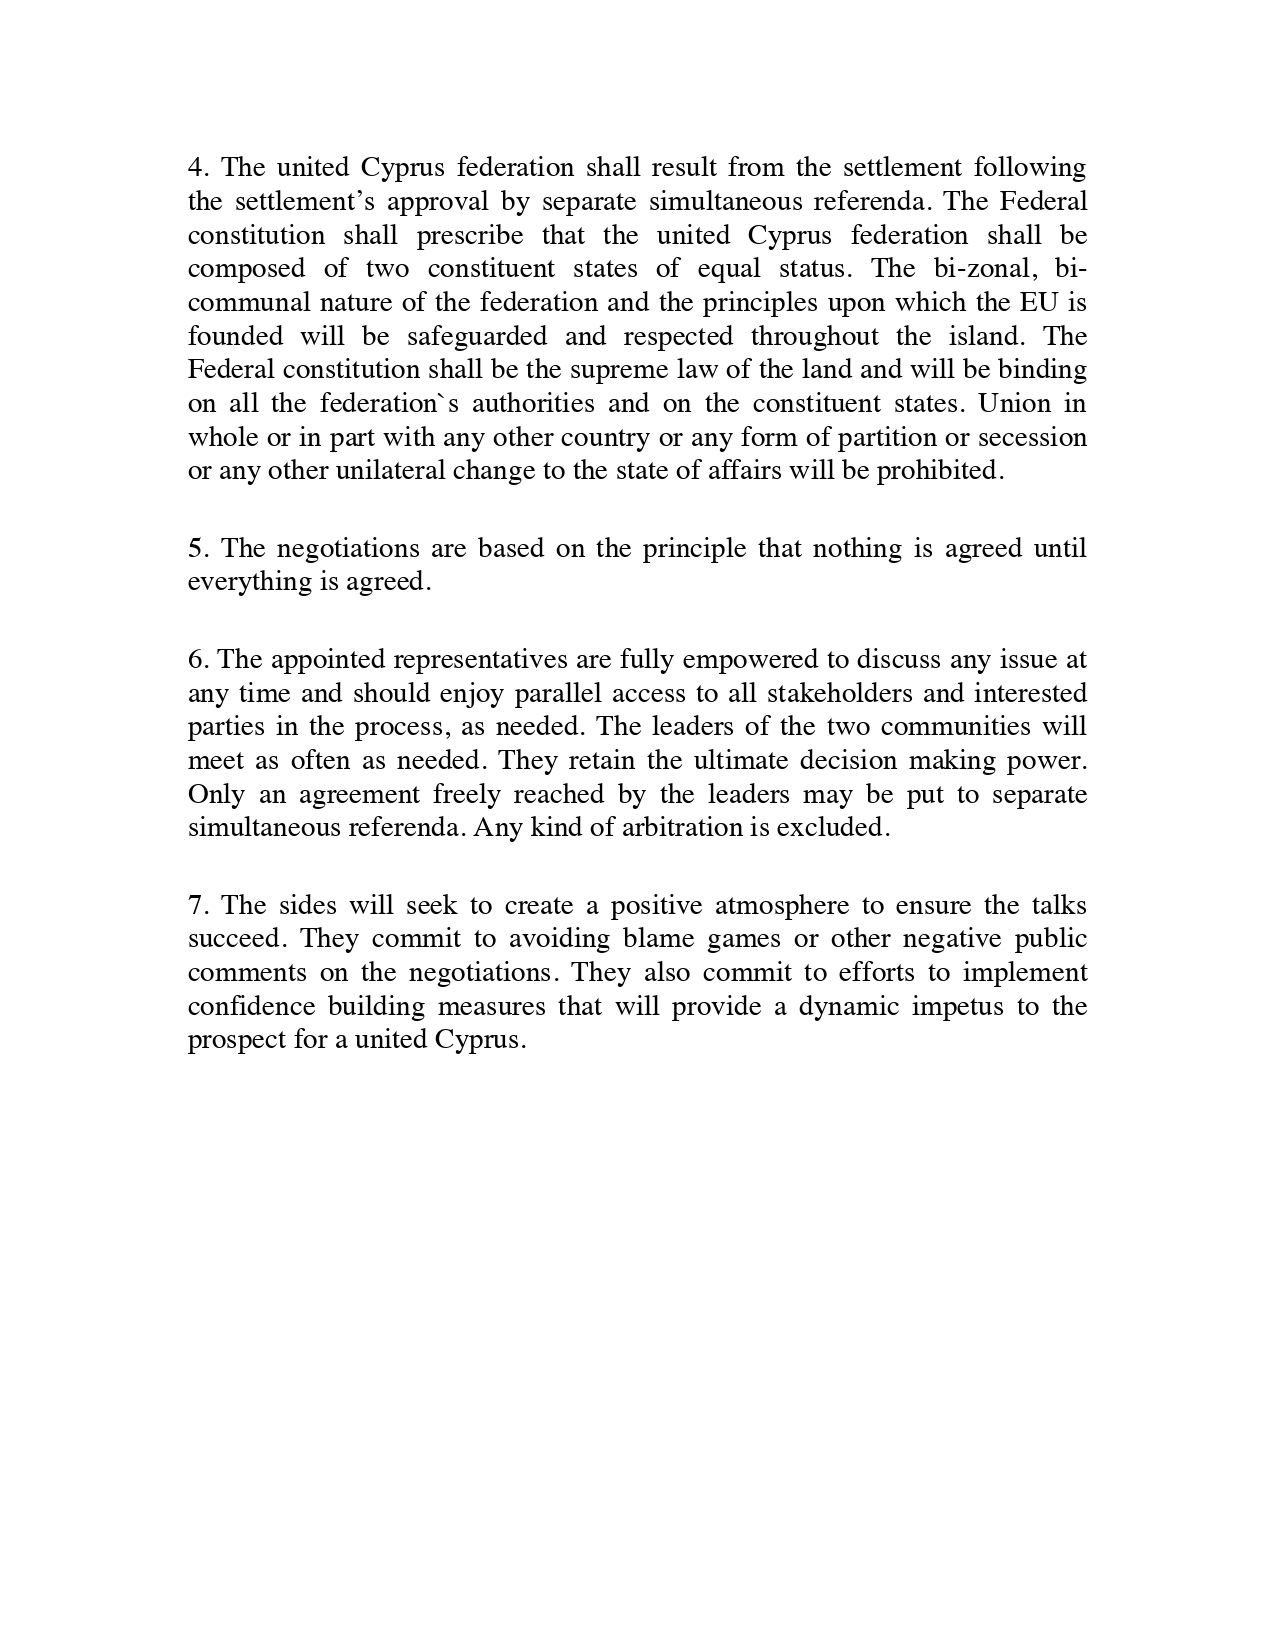 4. The united Cyprus federation shall result from the settlement following
the settlement’s approval by separate simultaneous referenda. The Federal
constitution shall prescribe that the united Cyprus federation shall be
composed of two constituent states of equal status. The bi-zonal, bi-
communal nature of the federation and the principles upon which the EU is
founded will be safeguarded and respected throughout the island. The
Federal constitution shall be the supreme law of the land and will be binding
on all the federation`s authorities and on the constituent states. Union in
whole or in part with any other country or any form of partition or secession
or any other unilateral change to the state of affairs will be prohibited.
5. The negotiations are based on the principle that nothing is agreed until
everything is agreed.
6. The appointed representatives are fully empowered to discuss any issue at
any time and should enjoy parallel access to all stakeholders and interested
parties in the process, as needed. The leaders of the two communities will
meet as often as needed. They retain the ultimate decision making power.
Only an agreement freely reached by the leaders may be put to separate
simultaneous referenda. Any kind of arbitration is excluded.
7. The sides will seek to create a positive atmosphere to ensure the talks
succeed. They commit to avoiding blame games or other negative public
comments on the negotiations. They also commit to efforts to implement
confidence building measures that will provide a dynamic impetus to the
prospect for a united Cyprus.